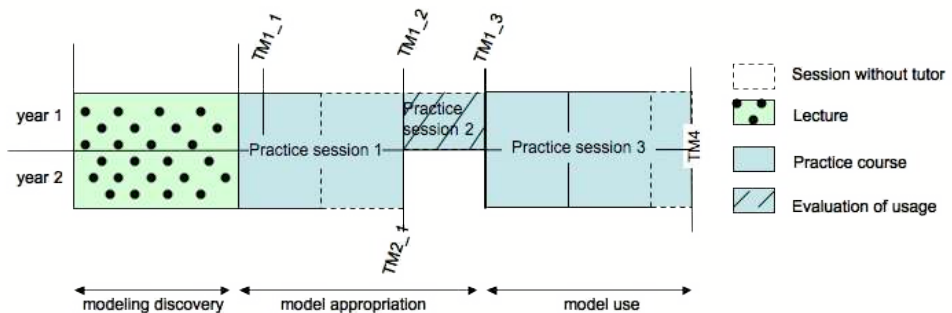 TM1_1
TM1_2
TM1_3
year 1
year 2
Practice session 1
Practice
session 2
Practice session 3
TM4
TM2_1
modeling discovery
model appropriation
model use
Session without tutor
Lecture
Practice course
Evaluation of usage